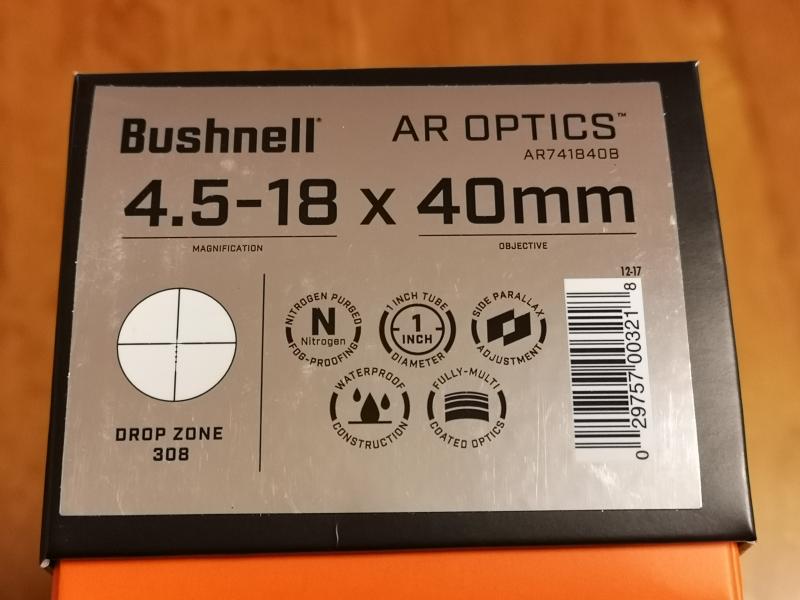 Bushnell®
AR OPTICS™
AR741840B
4.5-18 x 40mm
MAGNIFICATION
OBJECTIVE
DROP ZONE
308
NITROGEN PURGED
N
Nitrogen
FOG-PROOFING
1 INCH TUBE
1
INCH
DIAMETER
SIDE PARALLAX
ADJUSTMENT
WATERPROOF
CONSTRUCTION
FULLY-MULTI
COATED OPTICS
12-17
0 29757 00321 8